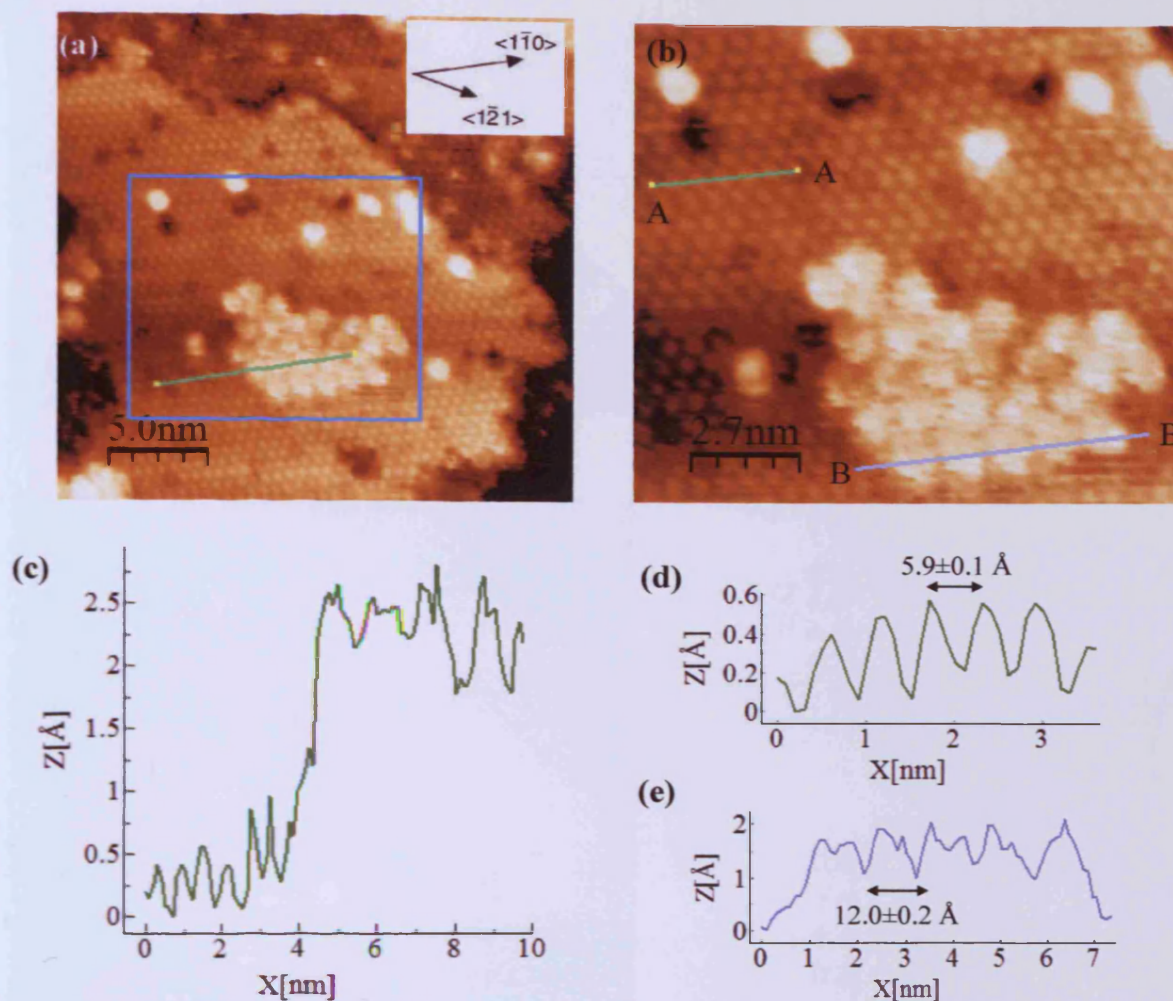 (a)
<11̄0>
<12̄1>
5.0nm
(b)
A
A
2.7nm
B
B
(c)
Z[Å]
2.5
2
1.5
1
0.5
0
0 2 4 6 8 10
X[nm]
(d)
5.9±0.1 Å
Z[Å]
0.6
0.4
0.2
0
0 1 2 3
X[nm]
(e)
Z[Å]
2
1
0
12.0±0.2 Å
0 1 2 3 4 5 6 7
X[nm]